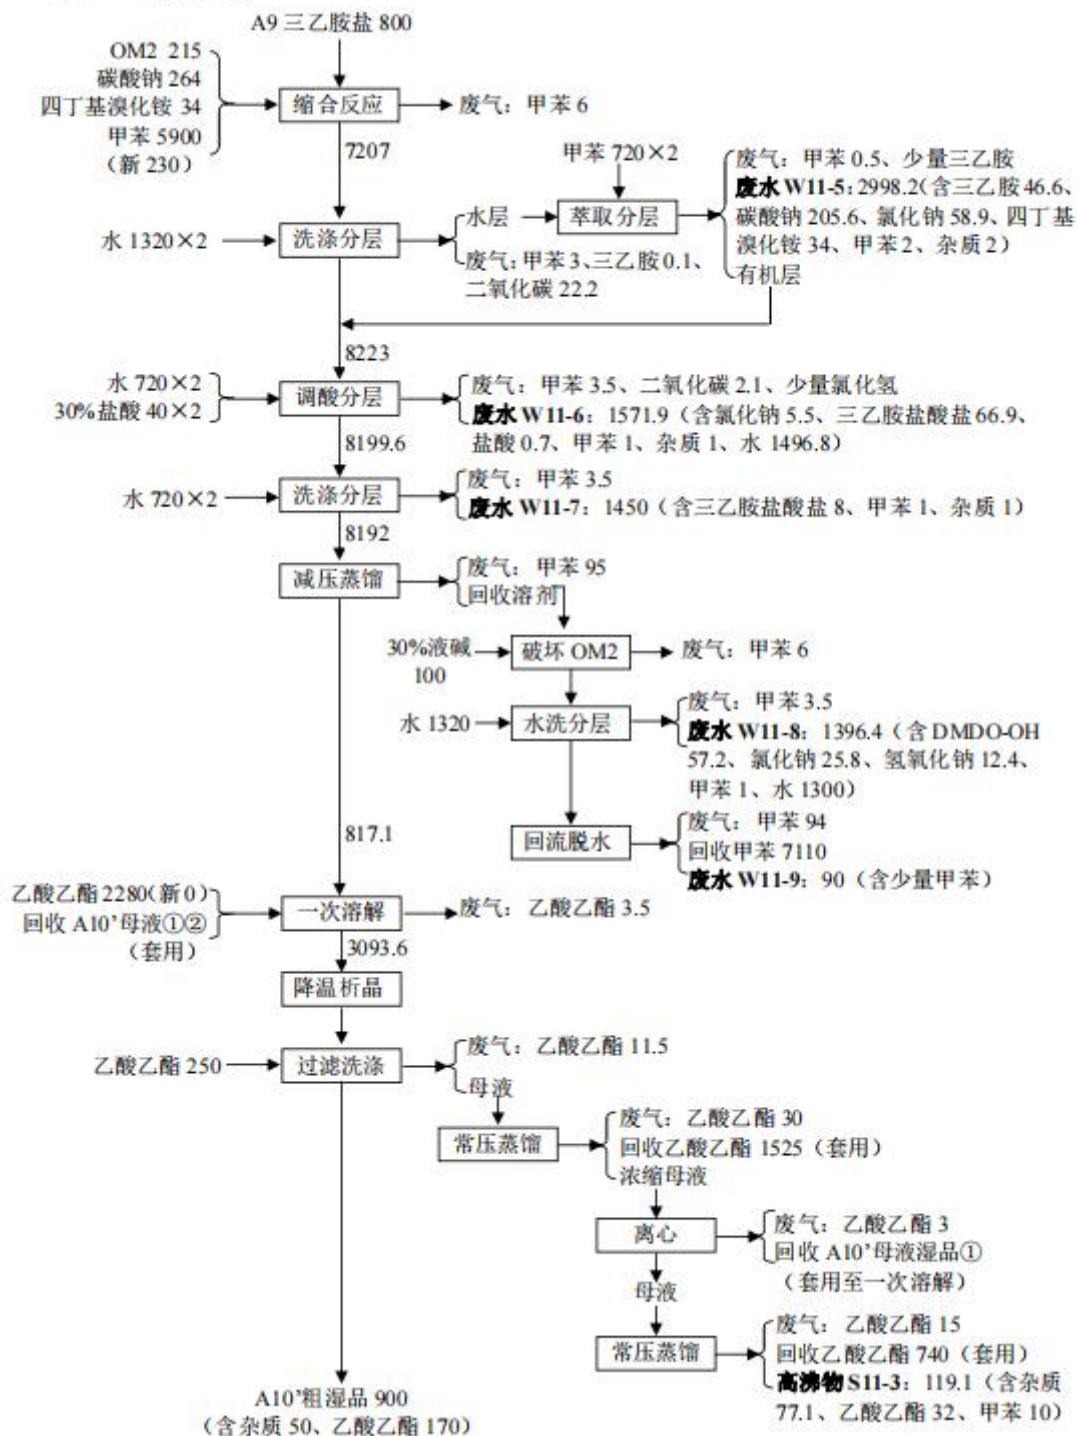 A9 三乙胺盐 800
OM2 215
碳酸钠 264
四丁基溴化铵 34
甲苯 5900
（新 230）
缩合反应
废气：甲苯 6
7207
甲苯 720×2
水 1320×2
洗涤分层
水层
废气：甲苯 3、三乙胺 0.1、
二氧化碳 22.2
萃取分层
废气：甲苯 0.5、少量三乙胺
废水 W11-5：2998.2（含三乙胺 46.6、
碳酸钠 205.6、氯化钠 58.9、四丁基
溴化铵 34、甲苯 2、杂质 2）
有机层
8223
水 720×2
30%盐酸 40×2
调酸分层
废气：甲苯 3.5、二氧化碳 2.1、少量氯化氢
废水 W11-6：1571.9（含氯化钠 5.5、三乙胺盐酸盐 66.9、
盐酸 0.7、甲苯 1、杂质 1、水 1496.8）
8199.6
水 720×2
洗涤分层
废气：甲苯 3.5
废水 W11-7：1450（含三乙胺盐酸盐 8、甲苯 1、杂质 1）
8192
减压蒸馏
废气：甲苯 95
回收溶剂
30%液碱
100
破坏 OM2
废气：甲苯 6
水 1320
水洗分层
废气：甲苯 3.5
废水 W11-8：1396.4（含 DMDO-OH
57.2、氯化钠 25.8、氢氧化钠 12.4、
甲苯 1、水 1300）
817.1
回流脱水
废气：甲苯 94
回收甲苯 7110
废水 W11-9：90（含少量甲苯）
乙酸乙酯 2280（新 0）
回收 A10’母液①②
（套用）
一次溶解
废气：乙酸乙酯 3.5
3093.6
降温析晶
乙酸乙酯 250
过滤洗涤
废气：乙酸乙酯 11.5
母液
常压蒸馏
废气：乙酸乙酯 30
回收乙酸乙酯 1525（套用）
浓缩母液
离心
废气：乙酸乙酯 3
回收 A10’母液湿品①
（套用至一次溶解）
母液
常压蒸馏
废气：乙酸乙酯 15
回收乙酸乙酯 740（套用）
高沸物 S11-3：119.1（含杂质
77.1、乙酸乙酯 32、甲苯 10）
A10’粗湿品 900
（含杂质 50、乙酸乙酯 170）